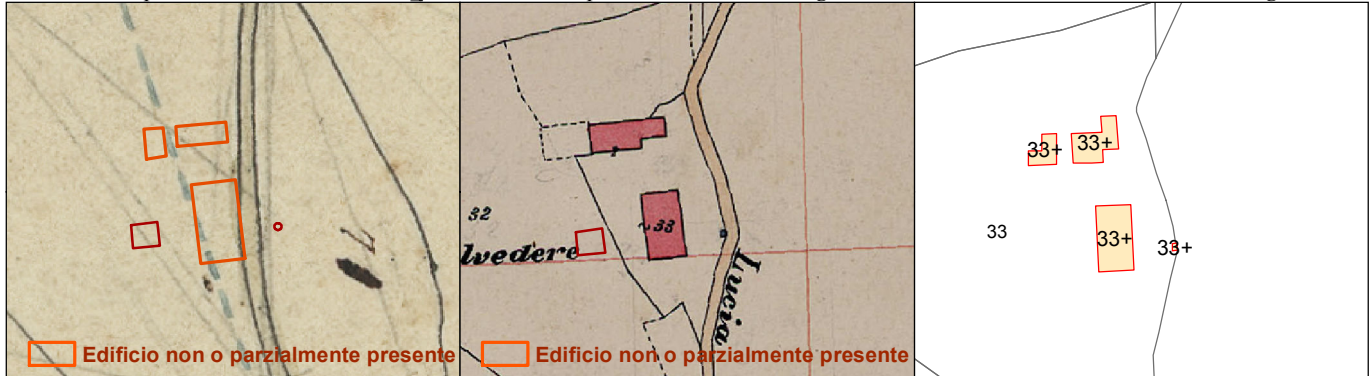 Edificio non o parzialmente presente
1
32
33
lvedere
Lucia
Edificio non o parzialmente presente
33+
33+
33
33+
33+